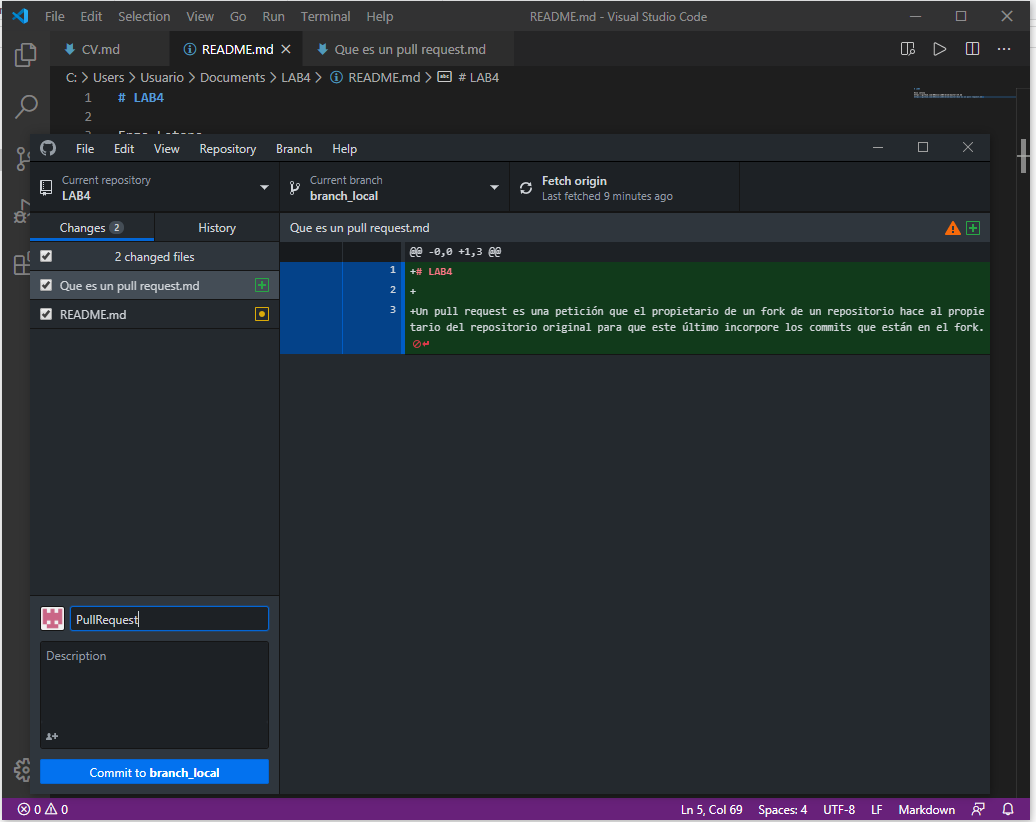 File Edit Selection View Go Run Terminal Help README.md - Visual Studio Code
CV.md README.md Que es un pull request.md
C: > Users > Usuario > Documents > LAB4 > README.md > # LAB4
1 # LAB4
2
3
File Edit View Repository Branch Help
Current repository
LAB4
Current branch
branch_local
Fetch origin
Last fetched 9 minutes ago
Changes 2 History
Que es un pull request.md
2 changed files
Que es un pull request.md
README.md
@@ -0,0 +1,3 @@
1 +# LAB4
2 +
3 +Un pull request es una petición que el propietario de un fork de un repositorio hace al propie
tario del repositorio original para que este último incorpore los commits que están en el fork.
PullRequest
Description
Commit to branch_local
0 0 Ln 5, Col 69 Spaces: 4 UTF-8 LF Markdown